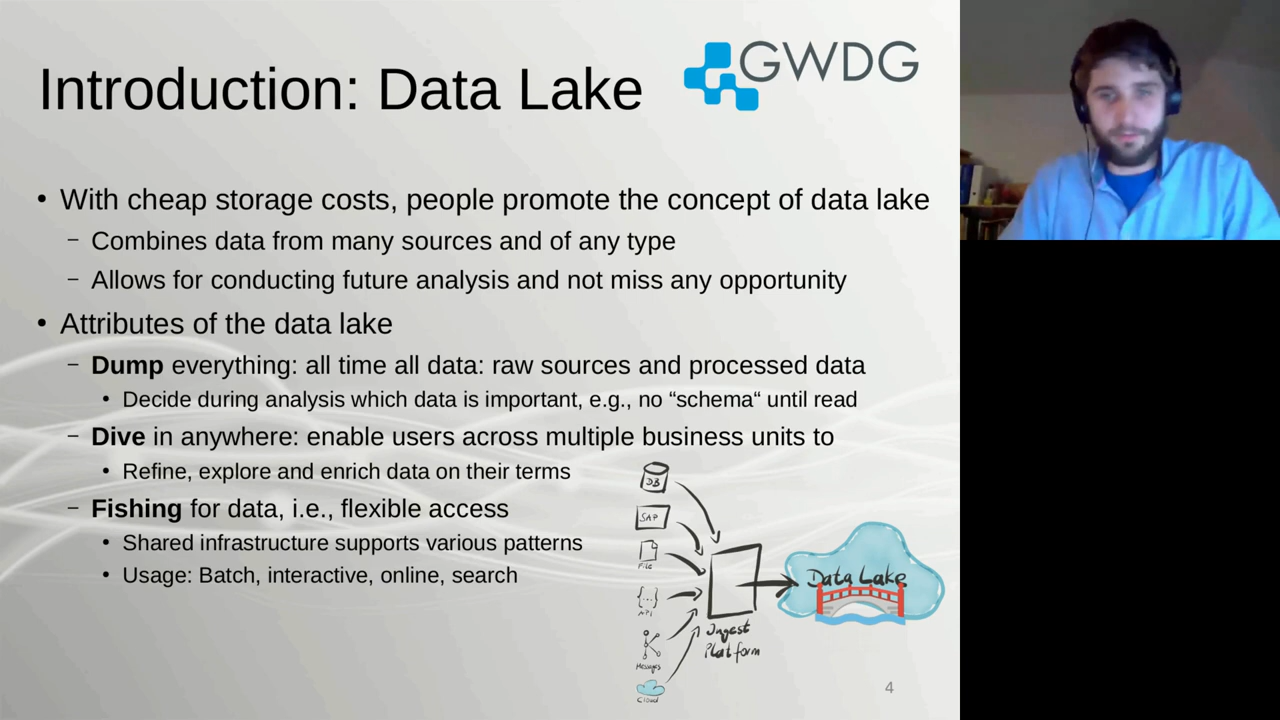 Introduction: Data Lake
GWDG
• With cheap storage costs, people promote the concept of data lake
– Combines data from many sources and of any type
– Allows for conducting future analysis and not miss any opportunity
• Attributes of the data lake
– Dump everything: all time all data: raw sources and processed data
• Decide during analysis which data is important, e.g., no “schema“ until read
– Dive in anywhere: enable users across multiple business units to
• Refine, explore and enrich data on their terms
– Fishing for data, i.e., flexible access
• Shared infrastructure supports various patterns
• Usage: Batch, interactive, online, search
DB
SAP
File
{...}
API
Messages
Cloud
Ingest
Platform
Data Lake
4